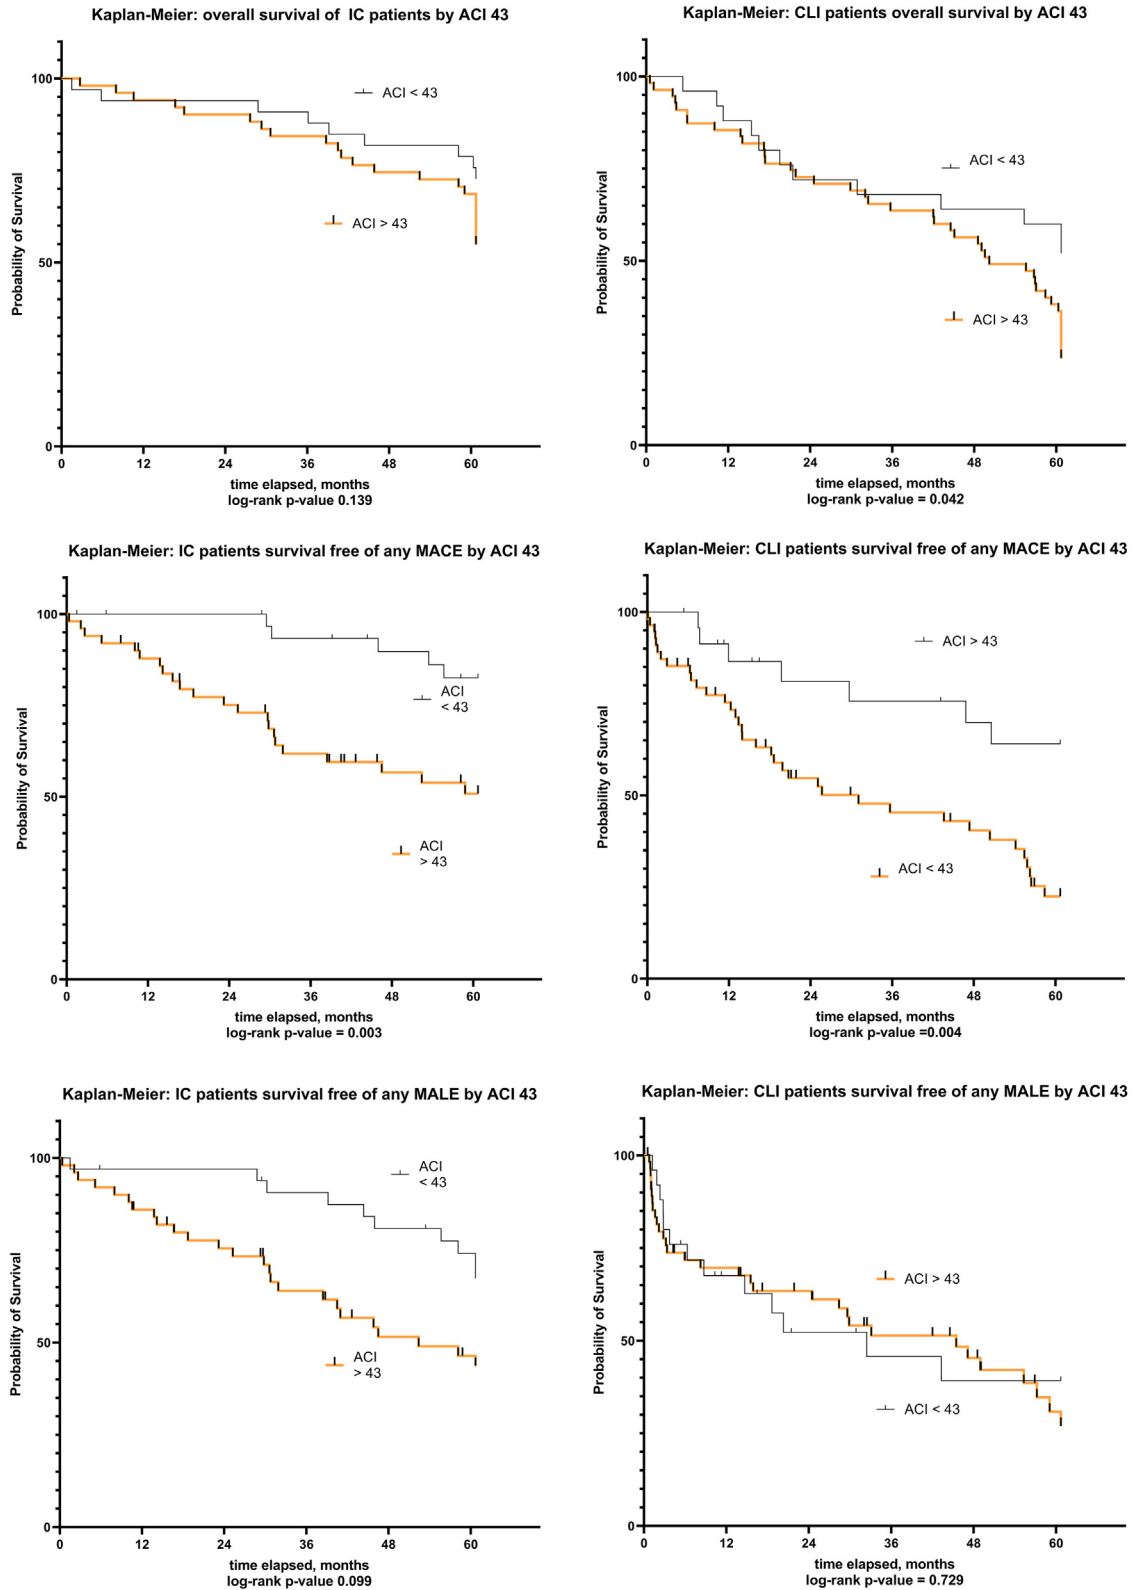 Kaplan-Meier: overall survival of IC patients by ACI 43
100
50
0
Probability of Survival
ACI < 43
ACI > 43
0 12 24 36 48 60
time elapsed, months
log-rank p-value 0.139
Kaplan-Meier: CLI patients overall survival by ACI 43
100
50
0
Probability of Survival
ACI < 43
ACI > 43
0 12 24 36 48 60
time elapsed, months
log-rank p-value = 0.042
Kaplan-Meier: IC patients survival free of any MACE by ACI 43
100
50
0
Probability of Survival
ACI
< 43
ACI
> 43
0 12 24 36 48 60
time elapsed, months
log-rank p-value = 0.003
Kaplan-Meier: CLI patients survival free of any MACE by ACI 43
100
50
0
Probability of Survival
ACI > 43
ACI < 43
0 12 24 36 48 60
time elapsed, months
log-rank p-value =0.004
Kaplan-Meier: IC patients survival free of any MALE by ACI 43
100
50
0
Probability of Survival
ACI
< 43
ACI
> 43
0 12 24 36 48 60
time elapsed, months
log-rank p-value 0.099
Kaplan-Meier: CLI patients survival free of any MALE by ACI 43
100
50
0
Probability of Survival
ACI > 43
ACI < 43
0 12 24 36 48 60
time elapsed, months
log-rank p-value = 0.729